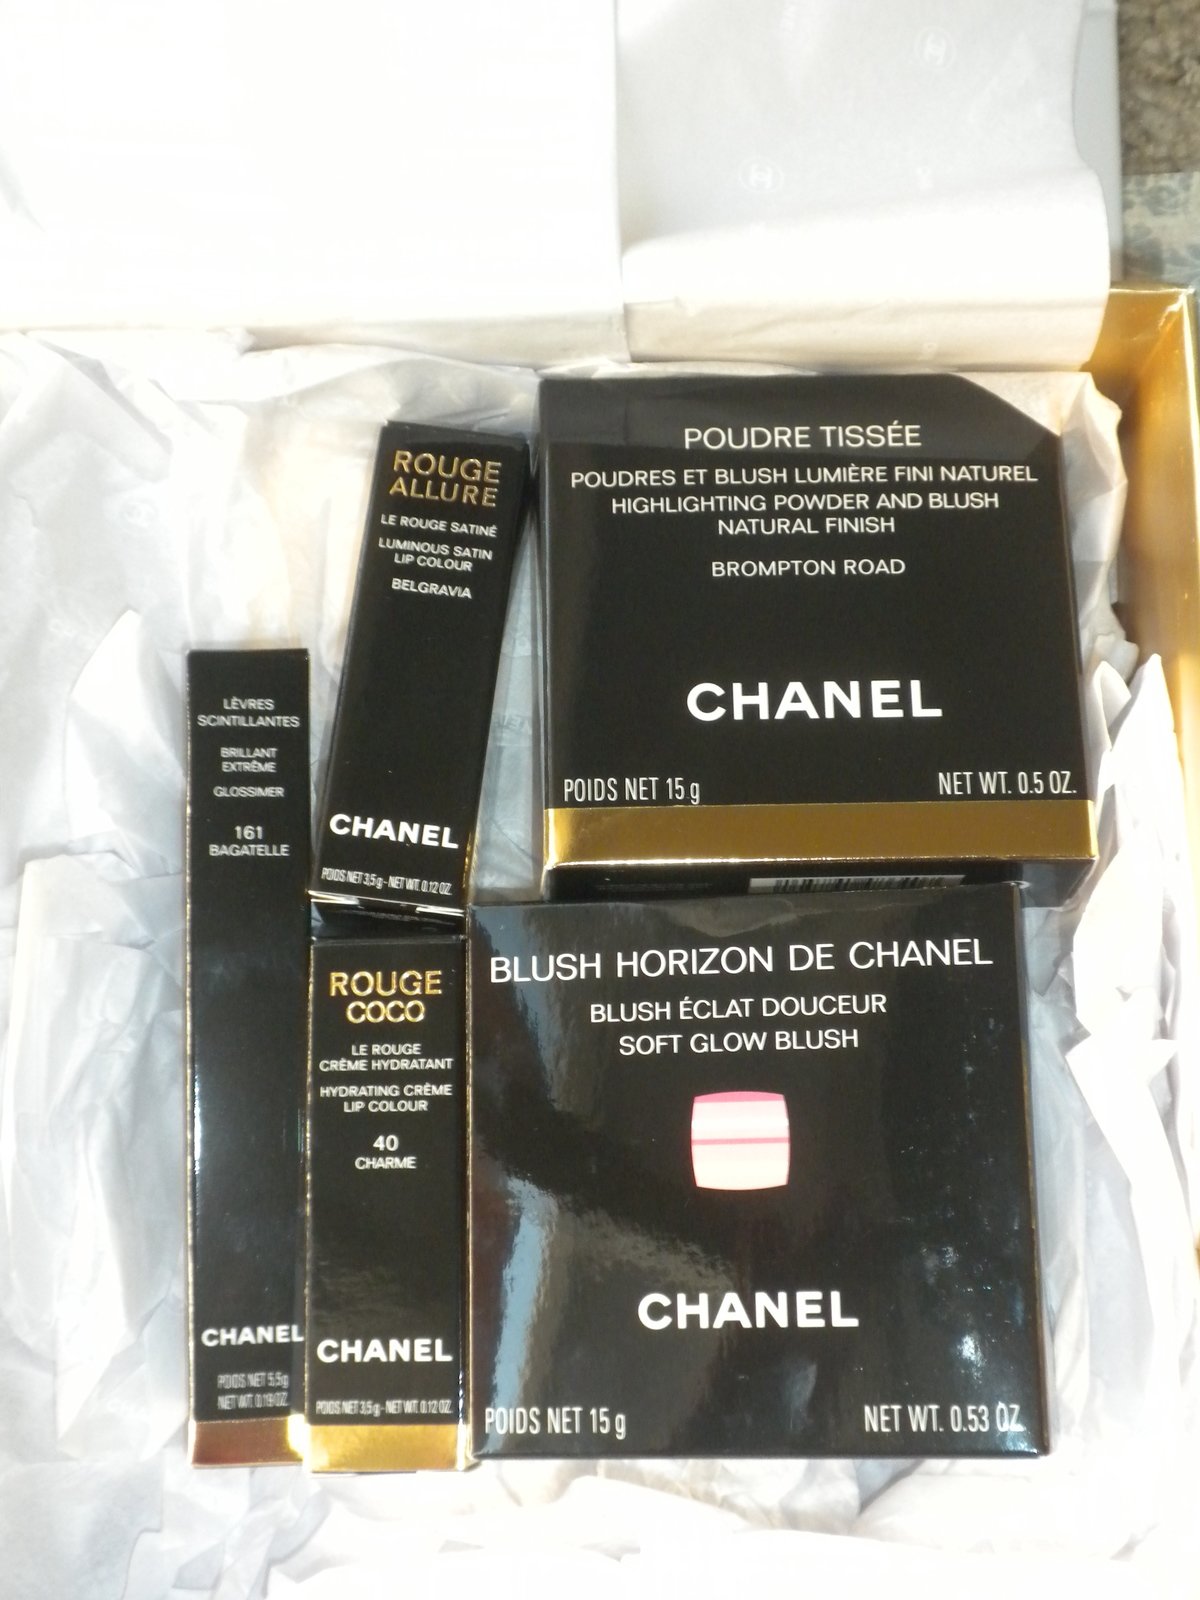 POUDRE TISSÉE
POUDRES ET BLUSH LUMIÈRE FINI NATUREL
HIGHLIGHTING POWDER AND BLUSH
NATURAL FINISH
BROMPTON ROAD
CHANEL
POIDS NET 15 g
NET WT. 0.5 OZ.
ROUGE
ALLURE
LE ROUGE SATINÉ
LUMINOUS SATIN
LIP COLOUR
BELGRAVIA
CHANEL
POIDS NET 3,5 g - NET WT. 0.12 OZ.
LÈVRES
SCINTILLANTES
BRILLANT
EXTRÊME
GLOSSIMER
161
BAGATELLE
CHANEL
POIDS NET 5,5g
NET WT. 0.19 OZ.
ROUGE
COCO
LE ROUGE
CRÈME HYDRATANT
HYDRATING CRÈME
LIP COLOUR
40
CHARME
CHANEL
POIDS NET 3,5 g - NET WT. 0.12 OZ.
BLUSH HORIZON DE CHANEL
BLUSH ÉCLAT DOUCEUR
SOFT GLOW BLUSH
CHANEL
POIDS NET 15 g
NET WT. 0.53 OZ.